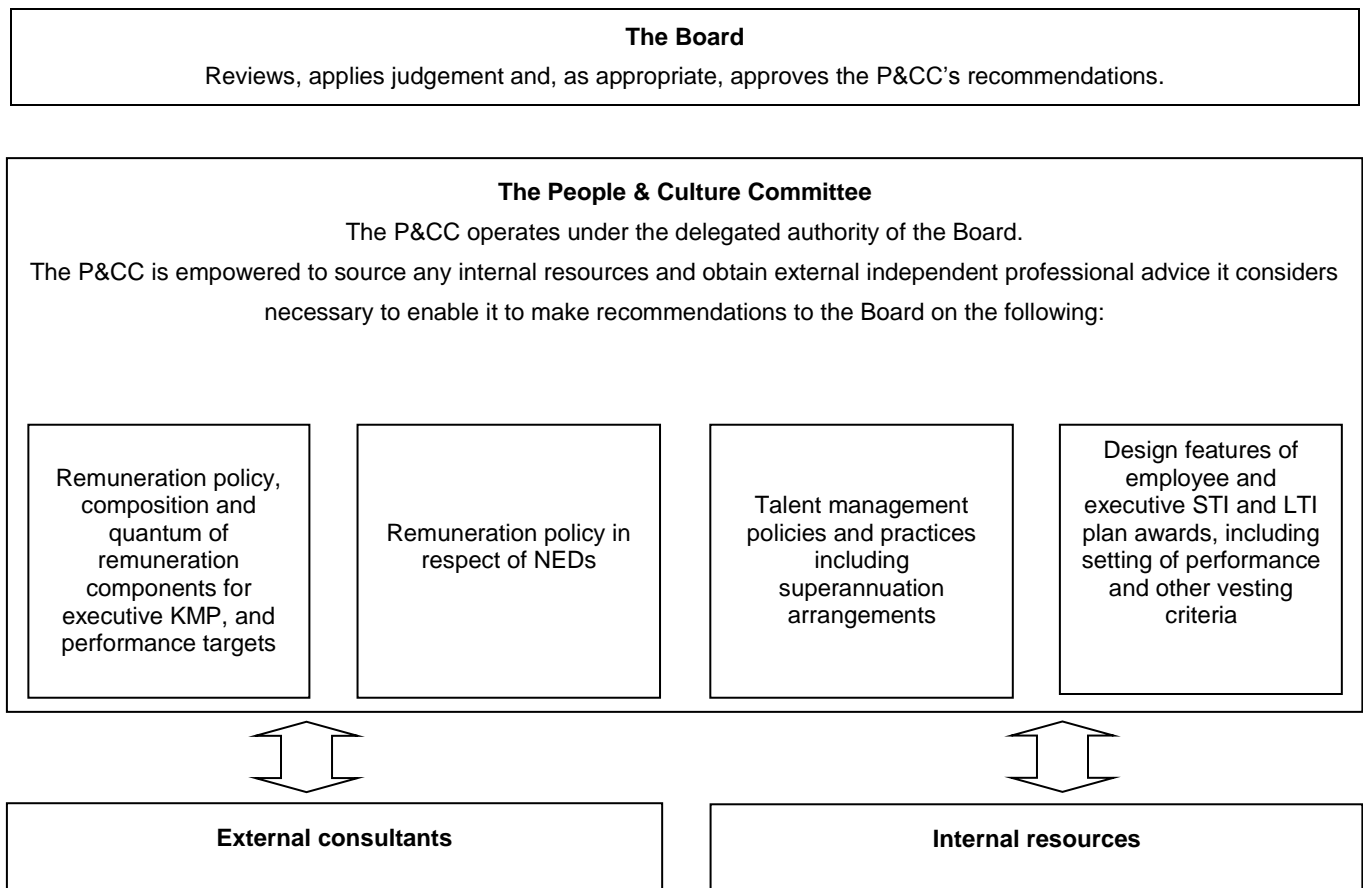 The Board
Reviews, applies judgement and, as appropriate, approves the P&CC's recommendations.
The People & Culture Committee
The P&CC operates under the delegated authority of the Board.
The P&CC is empowered to source any internal resources and obtain external independent professional advice it considers
necessary to enable it to make recommendations to the Board on the following:
Remuneration policy,
composition and
quantum of
remuneration
components for
executive KMP, and
performance targets
Remuneration policy in
respect of NEDs
Talent management
policies and practices
including
superannuation
arrangements
Design features of
employee and
executive STI and LTI
plan awards, including
setting of performance
and other vesting
criteria
External consultants
Internal resources